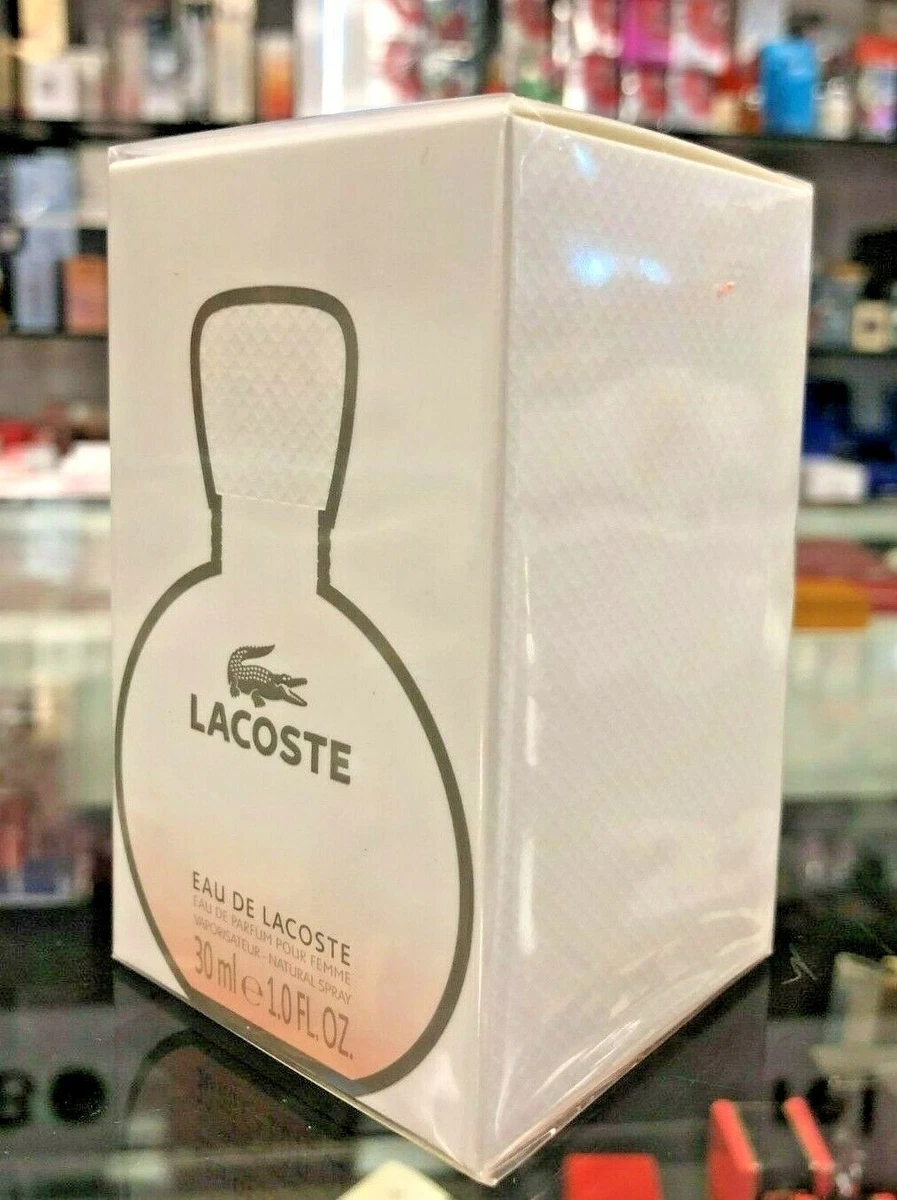 LACOSTE
EAU DE LACOSTE
EAU DE PARFUM POUR FEMME
VAPORISATEUR - NATURAL SPRAY
30 ml e 1.0 FL. OZ.